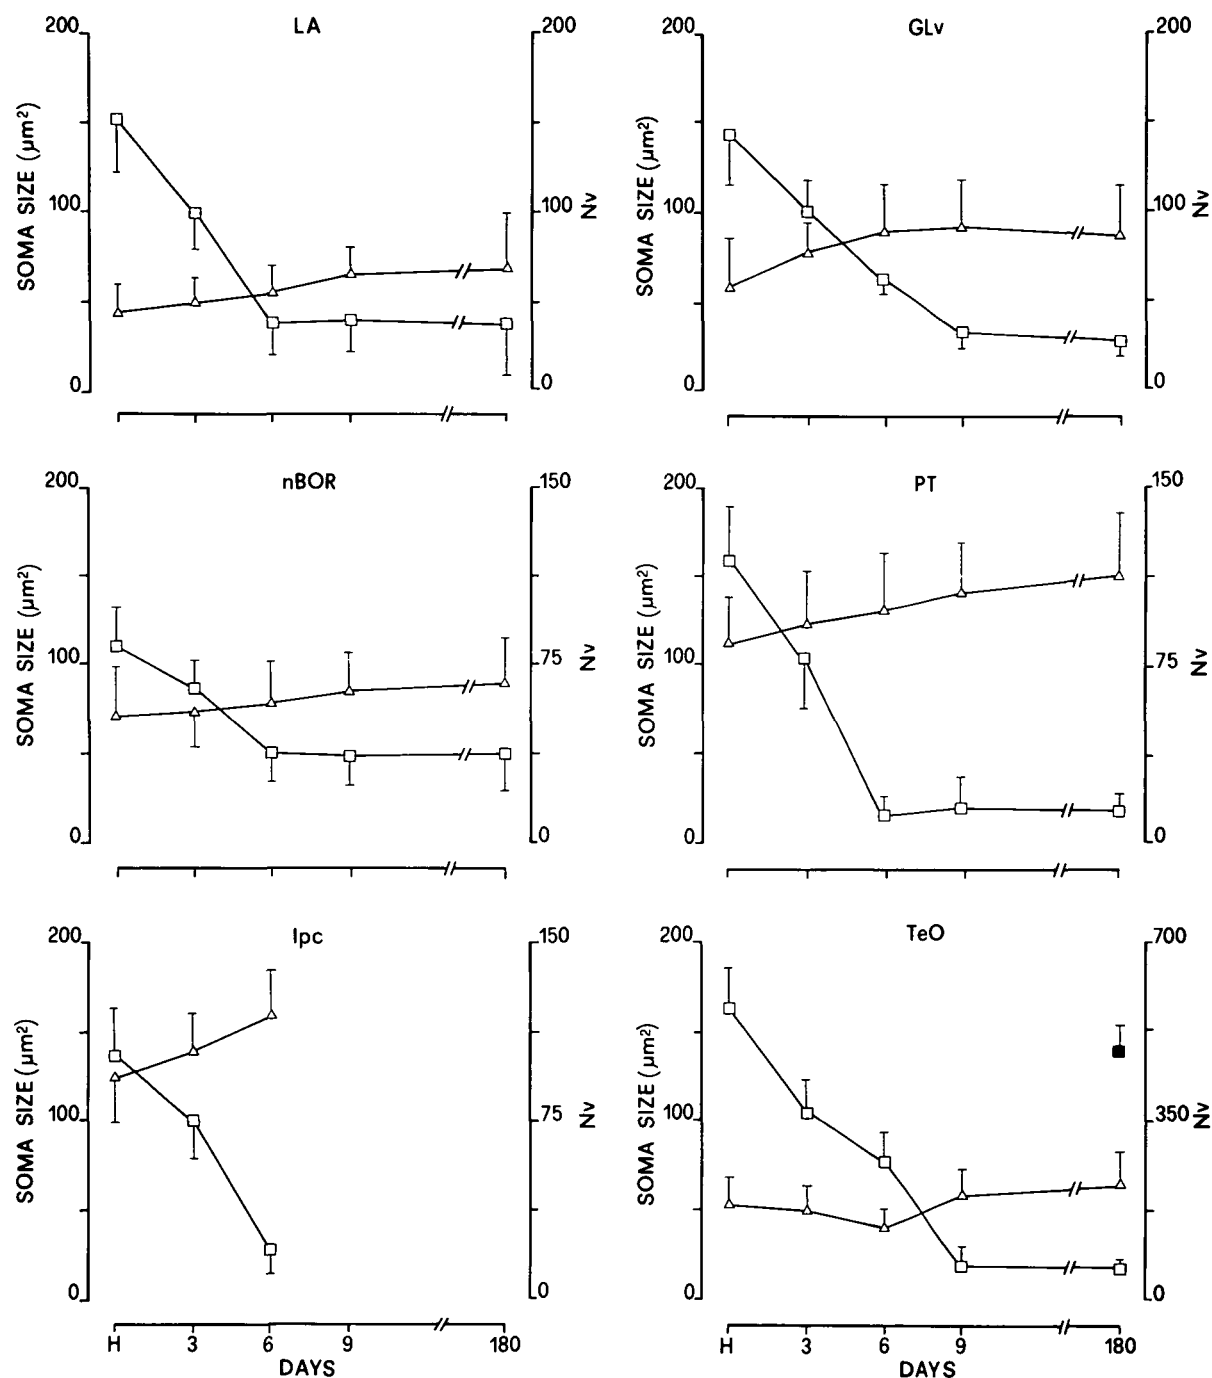 LA
200
100
0
SOMA SIZE (µm²)
200
100
0
Nv
GLv
200
100
0
SOMA SIZE (µm²)
200
100
0
Nv
nBOR
200
100
0
SOMA SIZE (µm²)
150
75
0
Nv
PT
200
100
0
SOMA SIZE (µm²)
150
75
0
Nv
Ipc
200
100
0
SOMA SIZE (µm²)
150
75
0
Nv
H 3 6 9 180
DAYS
TeO
200
100
0
SOMA SIZE (µm²)
700
350
0
Nv
H 3 6 9 180
DAYS